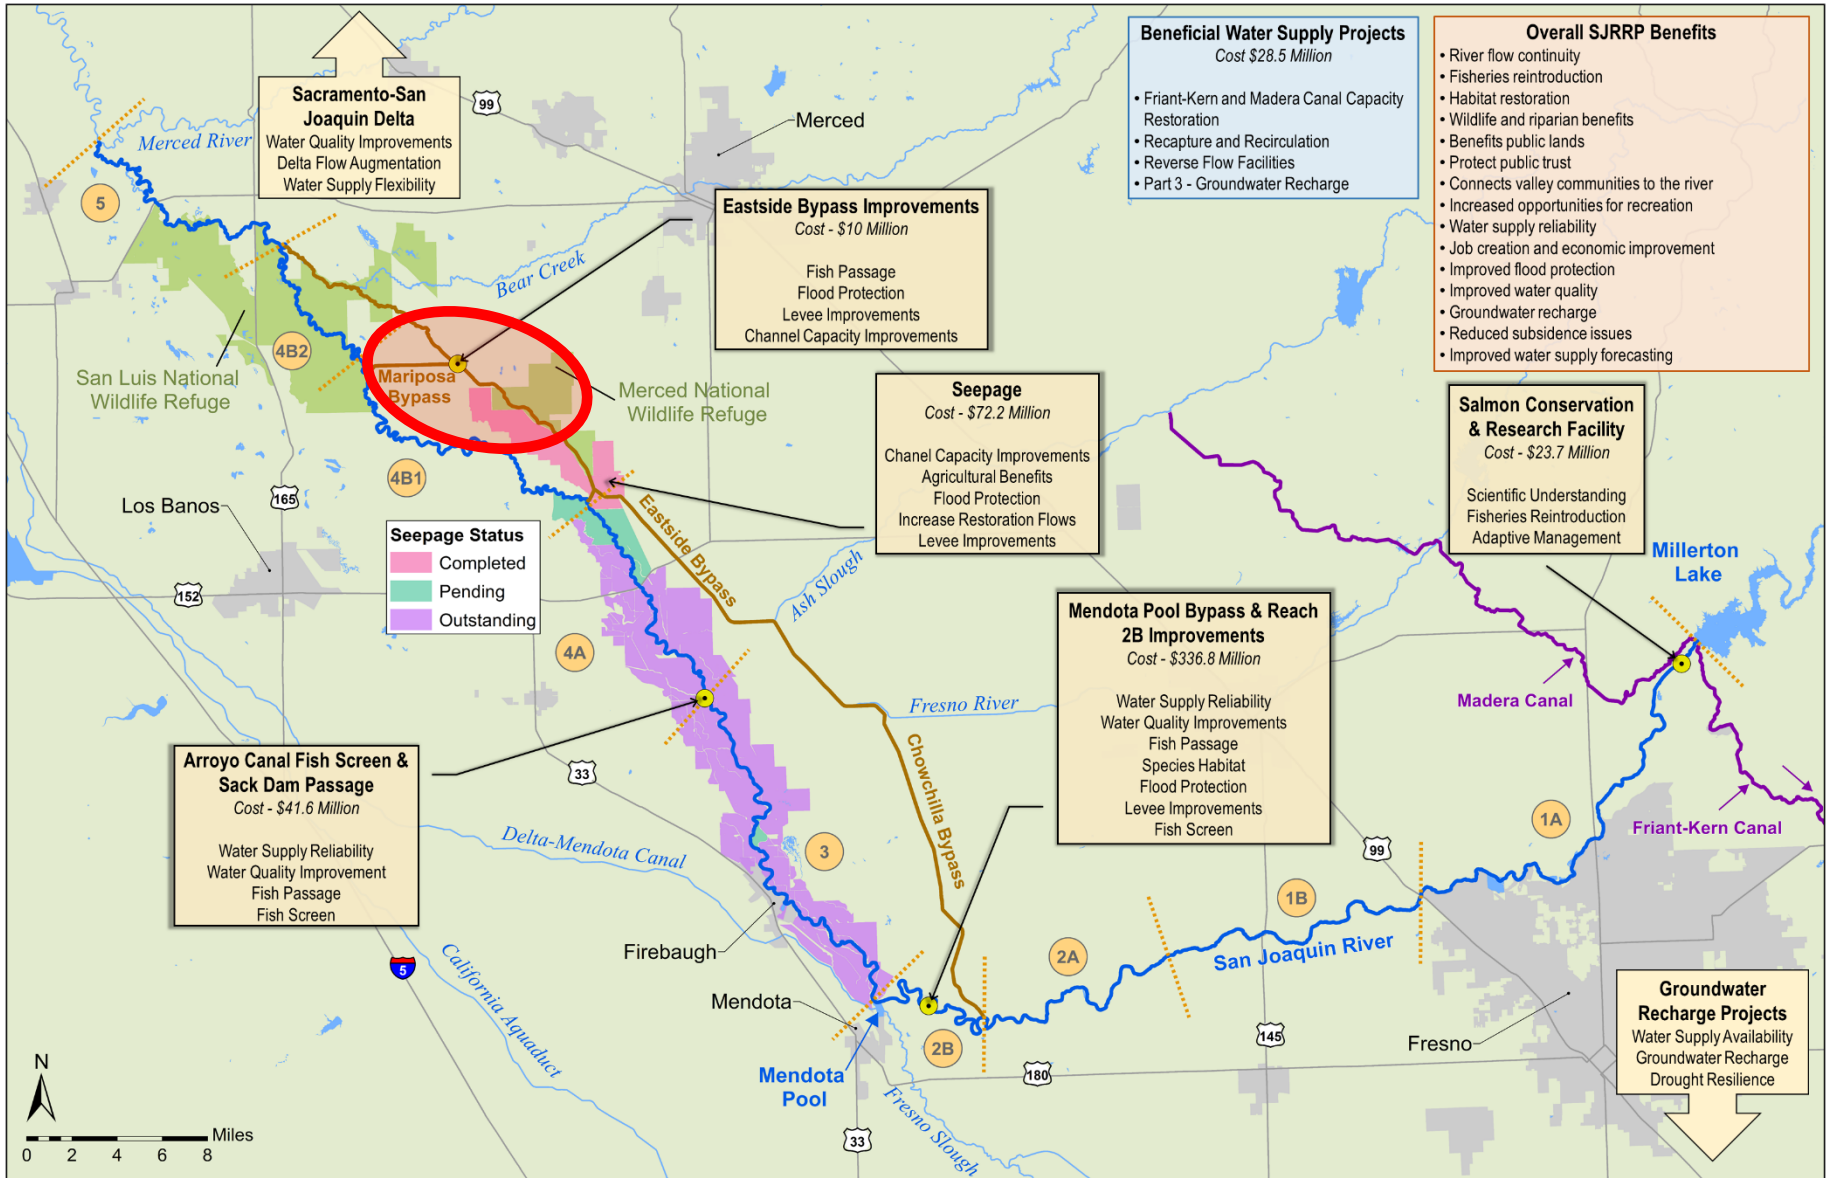 Sacramento-San
Joaquin Delta
Water Quality Improvements
Delta Flow Augmentation
Water Supply Flexibility
Beneficial Water Supply Projects
Cost $28.5 Million
• Friant-Kern and Madera Canal Capacity
Restoration
• Recapture and Recirculation
• Reverse Flow Facilities
• Part 3 - Groundwater Recharge
Overall SJRRP Benefits
• River flow continuity
• Fisheries reintroduction
• Habitat restoration
• Wildlife and riparian benefits
• Benefits public lands
• Protect public trust
• Connects valley communities to the river
• Increased opportunities for recreation
• Water supply reliability
• Job creation and economic improvement
• Improved flood protection
• Improved water quality
• Groundwater recharge
• Reduced subsidence issues
• Improved water supply forecasting
99
Merced
Merced River
5
Eastside Bypass Improvements
Cost - $10 Million
Fish Passage
Flood Protection
Levee Improvements
Channel Capacity Improvements
Bear Creek
4B2
San Luis National
Wildlife Refuge
Mariposa
Bypass
Merced National
Wildlife Refuge
Seepage
Cost - $72.2 Million
Chanel Capacity Improvements
Agricultural Benefits
Flood Protection
Increase Restoration Flows
Levee Improvements
Salmon Conservation
& Research Facility
Cost - $23.7 Million
Scientific Understanding
Fisheries Reintroduction
Adaptive Management
4B1
165
Los Banos
Seepage Status
Completed
Pending
Outstanding
Eastside Bypass
Ash Slough
Millerton
Lake
152
4A
Mendota Pool Bypass & Reach
2B Improvements
Cost - $336.8 Million
Water Supply Reliability
Water Quality Improvements
Fish Passage
Species Habitat
Flood Protection
Levee Improvements
Fish Screen
Fresno River
Madera Canal
Arroyo Canal Fish Screen &
Sack Dam Passage
Cost - $41.6 Million
Water Supply Reliability
Water Quality Improvement
Fish Passage
Fish Screen
33
Chowchilla Bypass
Delta-Mendota Canal
3
1A
Friant-Kern Canal
99
1B
Firebaugh
California Aquaduct
5
2A
San Joaquin River
Mendota
2B
145
Fresno
Groundwater
Recharge Projects
Water Supply Availability
Groundwater Recharge
Drought Resilience
Mendota
Pool
180
Fresno Slough
33
N
Miles
0 2 4 6 8